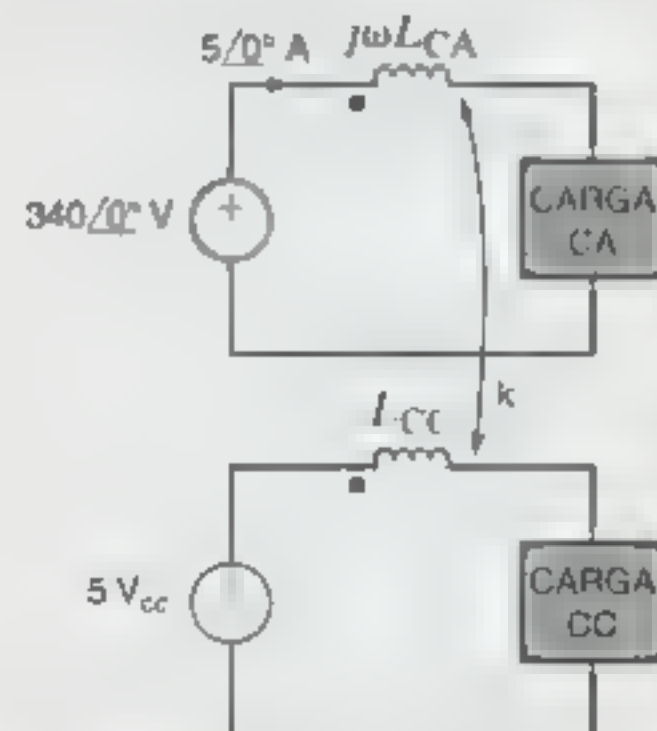 5/0° A jωL_CA
340/0° V
CARGA
CA
k
L_CC
5 V_cc
CARGA
CC